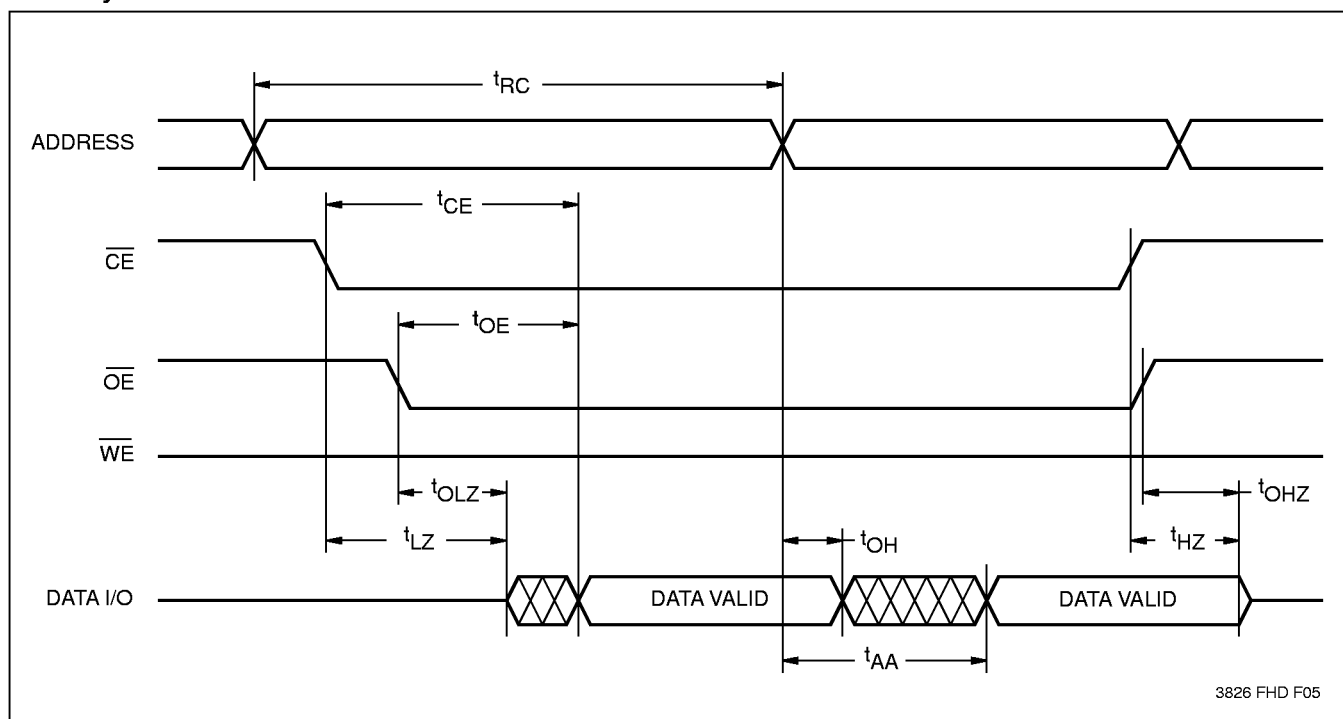 tRC
ADDRESS
tCE
CE
tOE
OE
WE
tOLZ
tOHZ
tLZ
tOH
tHZ
DATA I/O
DATA VALID
DATA VALID
tAA
3826 FHD F05